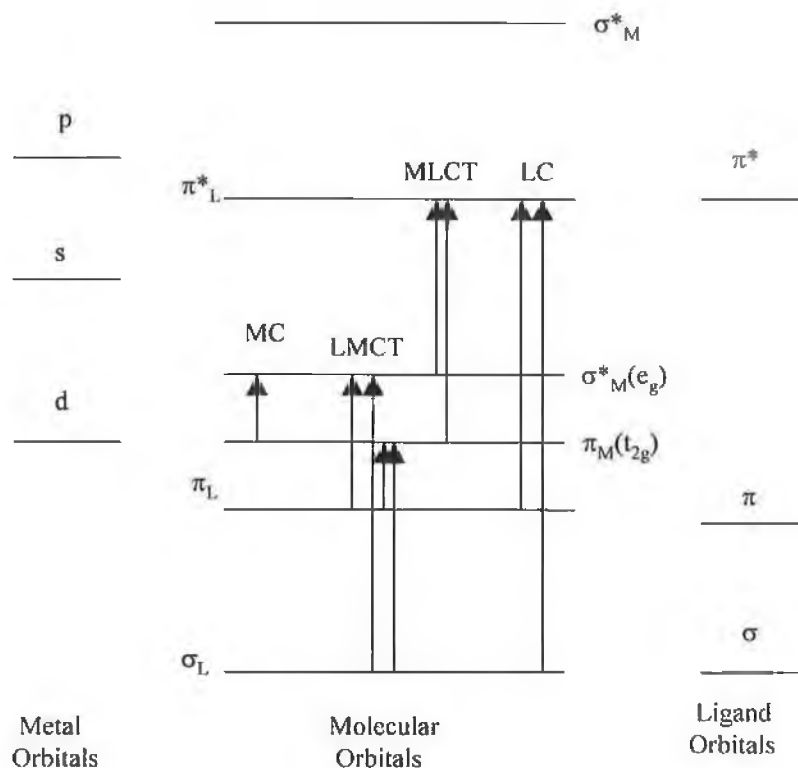 σ*M
p
π*
MLCT LC
π*L
s
MC
LMCT
σ*M(eg)
d
πM(t2g)
πL
π
σ
σL
Metal
Orbitals
Molecular
Orbitals
Ligand
Orbitals